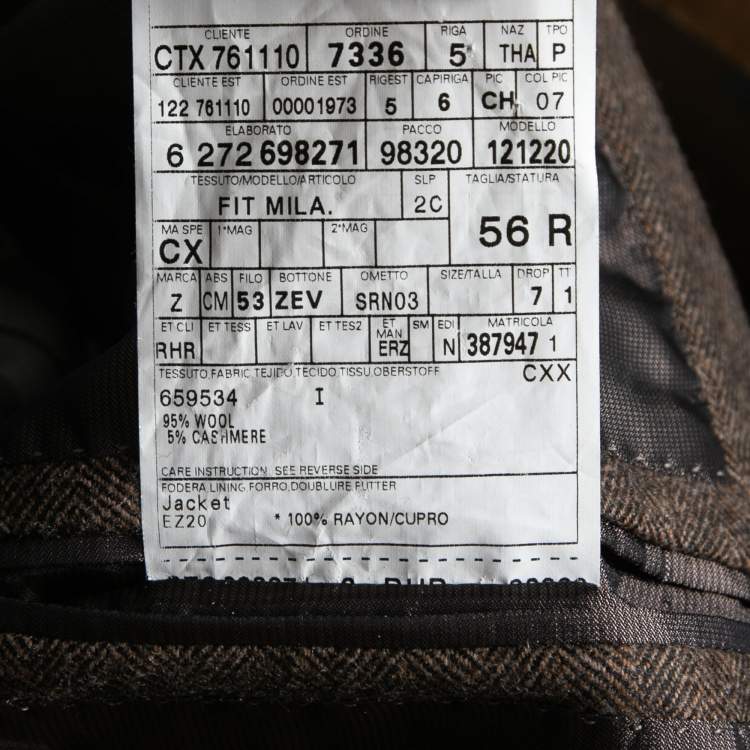 CLIENTE ORDINE RIGA NAZ TPO
CTX 761110 7336 5* THA P
CLIENTE EST ORDINE EST RIGEST CAPIRIGA PIC COL PIC
122 761110 00001973 5 6 CH 07
ELABORATO PACCO MODELLO
6 272 698271 98320 121220
TESSUTO/MODELLO/ARTICOLO SLP TAGLIA/STATURA
FIT MILA. 2C 56 R
MA SPE 1*MAG 2*MAG
CX
MARCA ABS FILO BOTTONE OMETTO SIZE/TALLA DROP TT
Z CM 53 ZEV SRN03 7 1
ET CLI ET TESS ET LAV ET TES2 ET MAN SM EDI MATRICOLA
RHR ERZ N 387947 1
TESSUTO,FABRIC,TEJIDO,TECIDO,TISSU,OBERSTOFF CXX
659534 I
95% WOOL
5% CASHMERE
CARE INSTRUCTION SEE REVERSE SIDE
FODERA,LINING,FORRO,DOUBLURE,FUTTER
Jacket
EZ20 * 100% RAYON/CUPRO